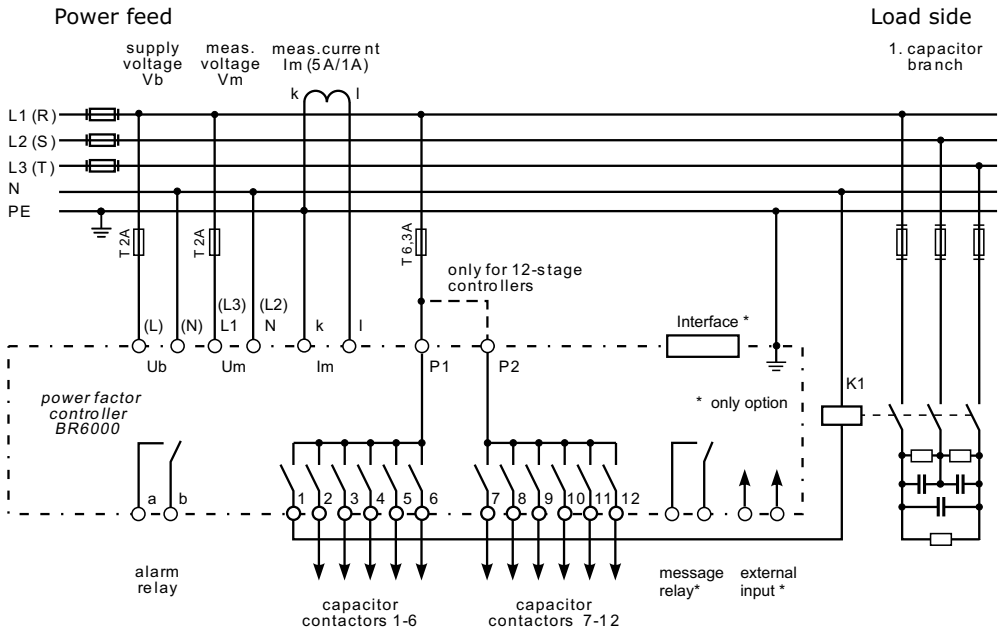 Power feed
Load side
supply
voltage
Vb
meas.
voltage
Vm
meas.current
Im (5A/1A)
1. capacitor
branch
k
l
L1 (R)
L2 (S)
L3 (T)
N
PE
T 2A
T 2A
T 6,3A
only for 12-stage
controllers
(L)
(N)
(L3)
L1
(L2)
N
k
l
Interface *
Ub
Um
Im
P1
P2
K1
power factor
controller
BR6000
* only option
a
b
1
2
3
4
5
6
7
8
9
10
11
12
alarm
relay
capacitor
contactors 1-6
capacitor
contactors 7-12
message
relay*
external
input *